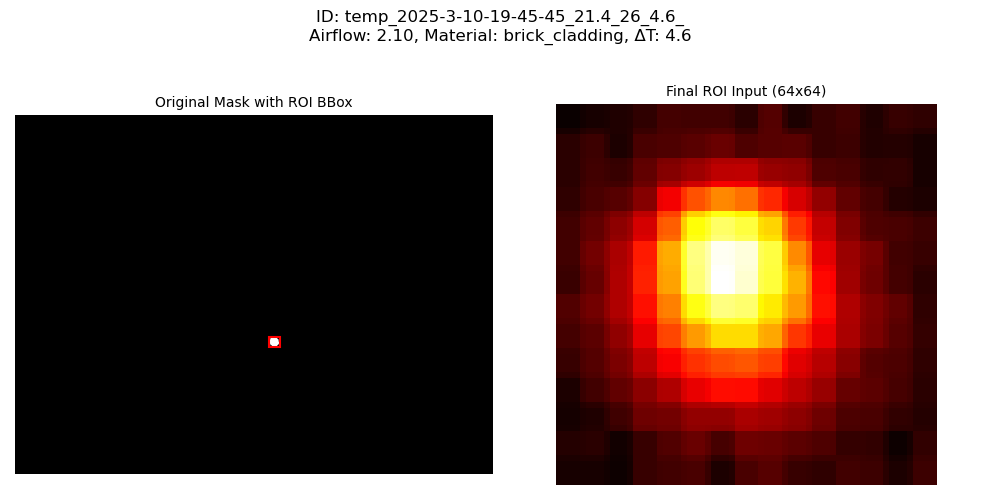 ID: temp_2025-3-10-19-45-45_21.4_26_4.6_
Airflow: 2.10, Material: brick_cladding, ΔT: 4.6
Original Mask with ROI BBox
Final ROI Input (64x64)